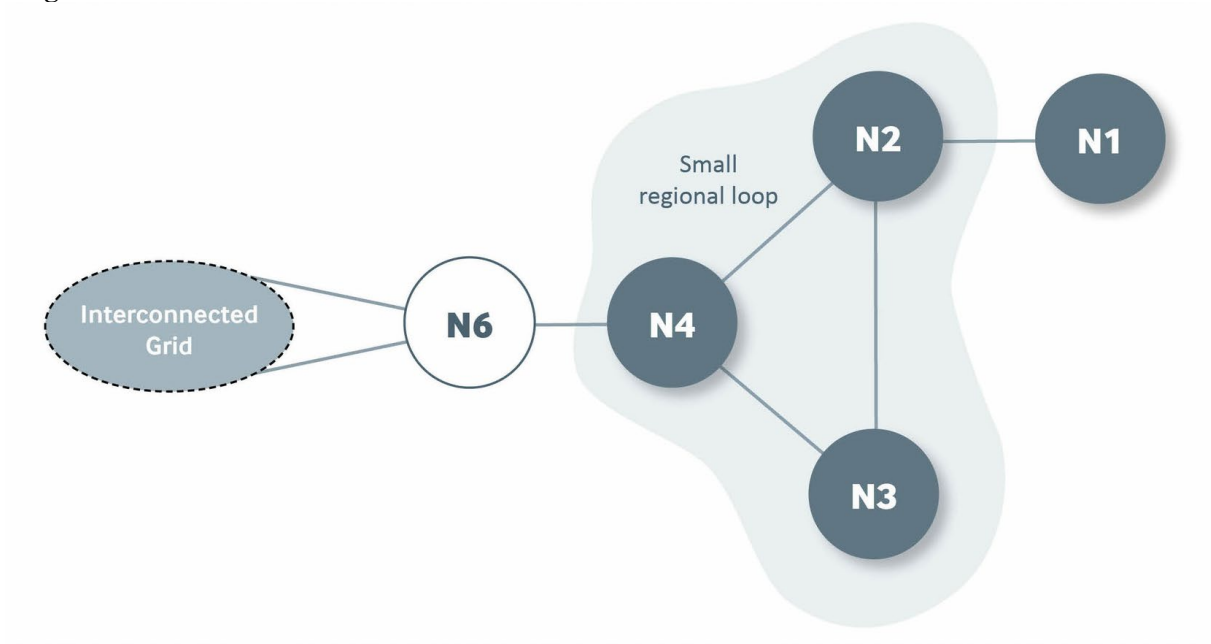 Small
regional loop
N2
N1
Interconnected
Grid
N6
N4
N3